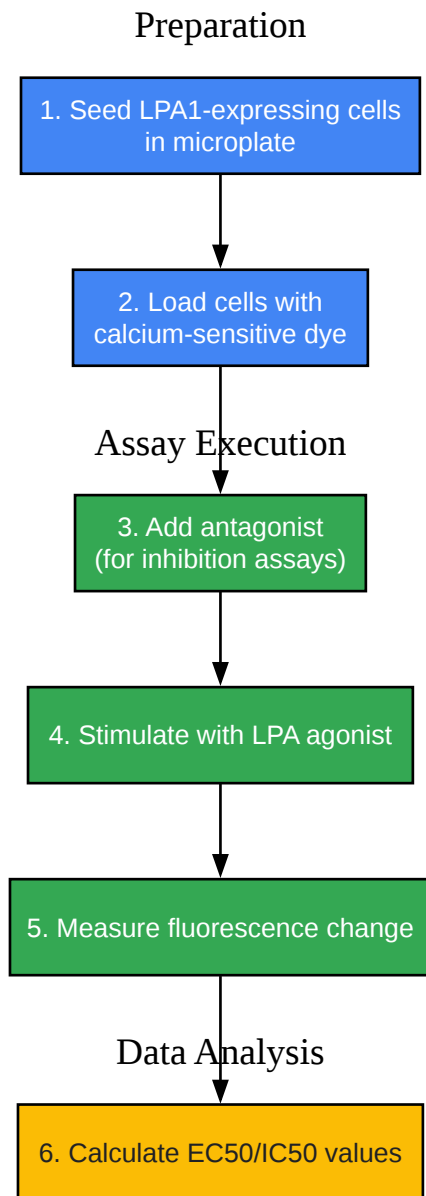 Preparation
1. Seed LPA1-expressing cells
in microplate
2. Load cells with
calcium-sensitive dye
Assay Execution
3. Add antagonist
(for inhibition assays)
4. Stimulate with LPA agonist
5. Measure fluorescence change
Data Analysis
6. Calculate EC50/IC50 values